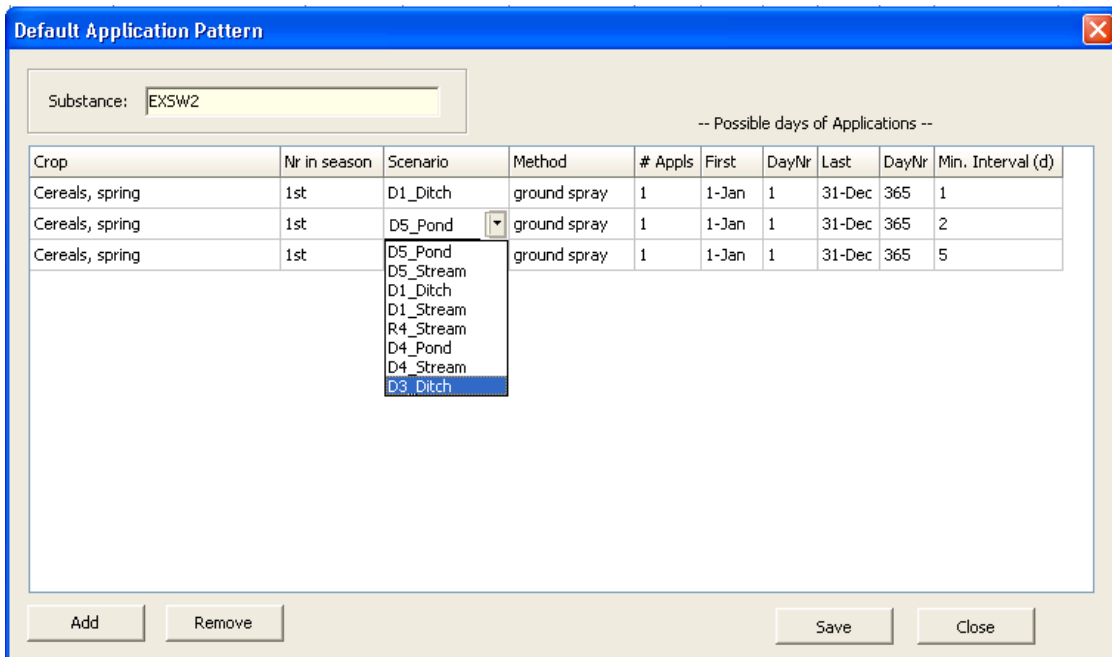 Default Application Pattern
Substance: EXSW2
-- Possible days of Applications --
Crop Nr in season Scenario Method # Appls First DayNr Last DayNr Min. Interval (d)
Cereals, spring 1st D1_Ditch ground spray 1 1-Jan 1 31-Dec 365 1
Cereals, spring 1st D5_Pond ground spray 1 1-Jan 1 31-Dec 365 2
Cereals, spring 1st ground spray 1 1-Jan 1 31-Dec 365 5
D5_Pond
D5_Stream
D1_Ditch
D1_Stream
R4_Stream
D4_Pond
D4_Stream
D3_Ditch
Add Remove Save Close